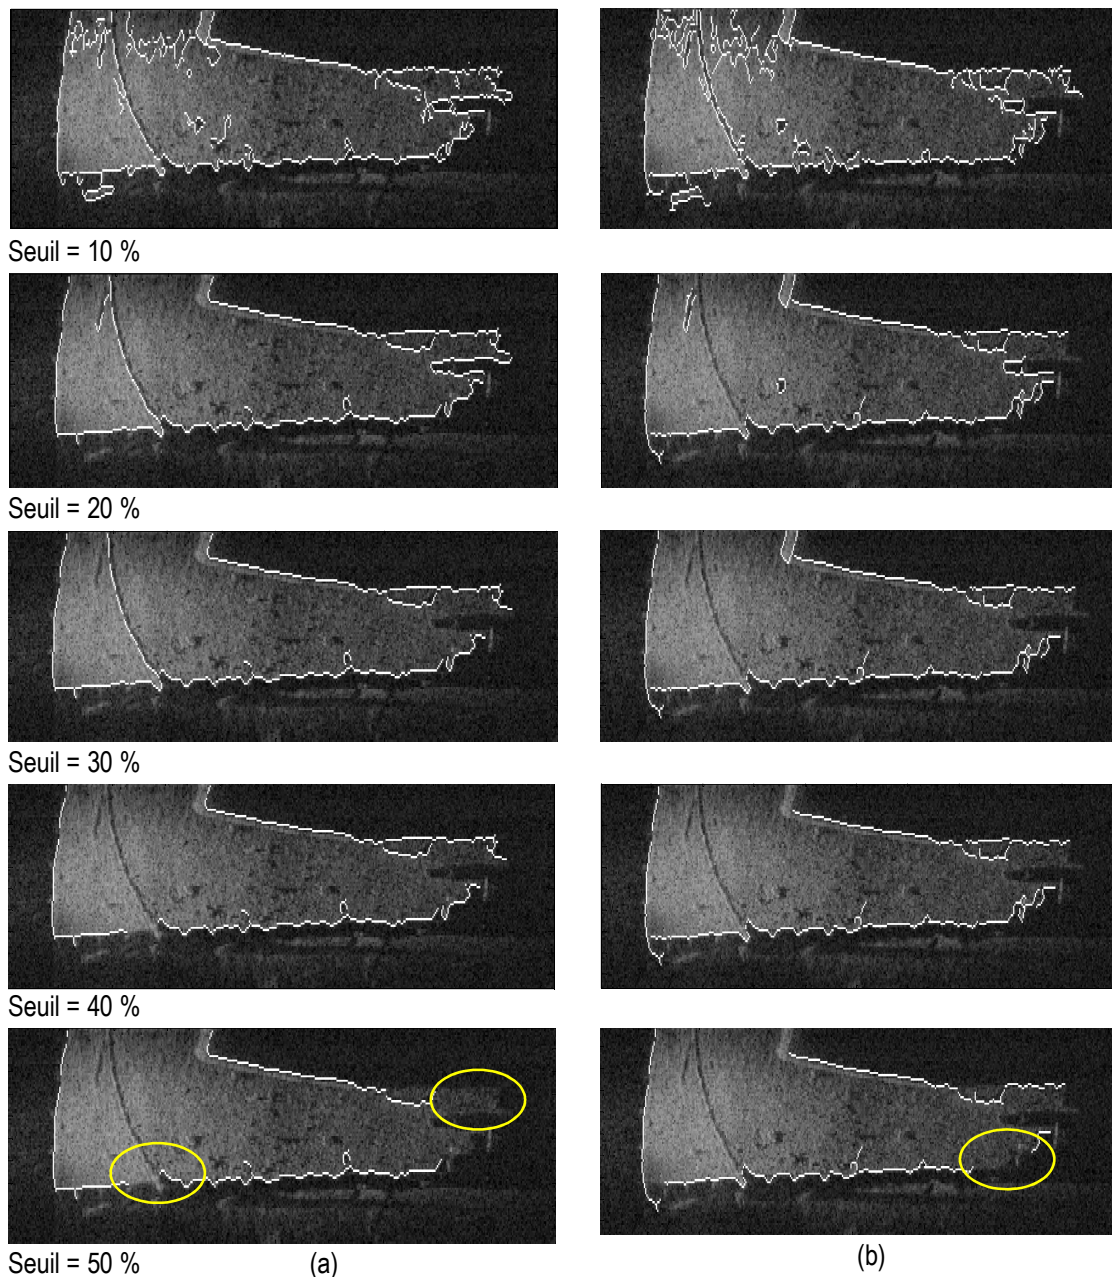 Seuil = 10 %
Seuil = 20 %
Seuil = 30 %
Seuil = 40 %
Seuil = 50 %
(a)
(b)